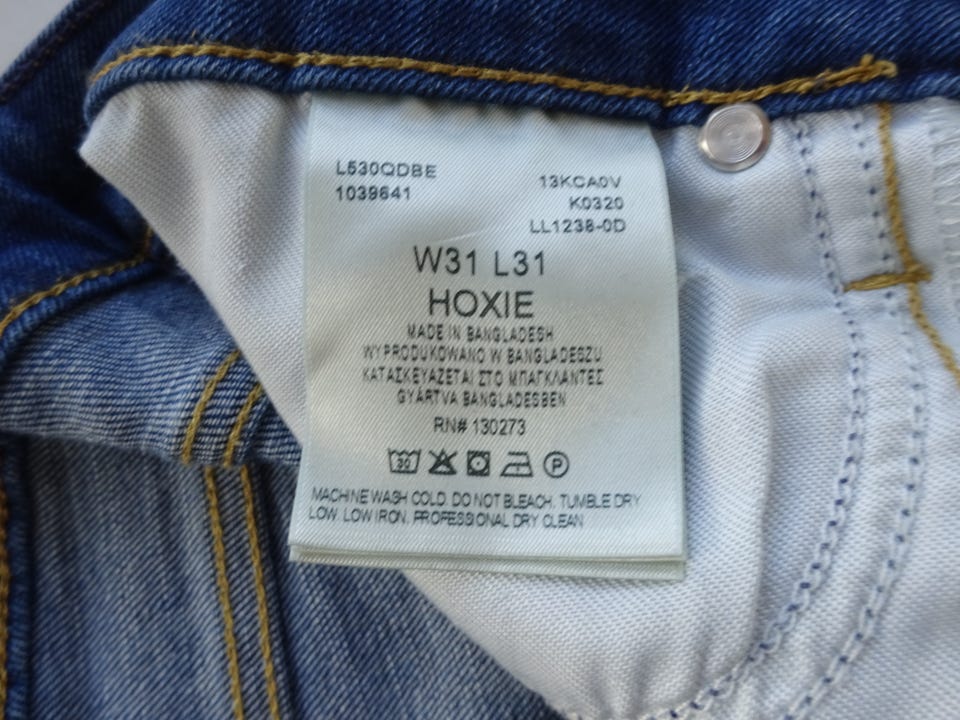 L530QDBE
1039641
13KCA0V
K0320
LL1238-0D
W31 L31
HOXIE
MADE IN BANGLADESH
WYPRODUKOWANO W BANGLADESZU
ΚΑΤΑΣΚΕΥΑΖΕΤΑΙ ΣΤΟ ΜΠΑΓΚΛΑΝΤΕΣ
GYÁRTVA BANGLADESBEN
RN# 130273
30 P
MACHINE WASH COLD. DO NOT BLEACH. TUMBLE DRY
LOW. LOW IRON. PROFESSIONAL DRY CLEAN